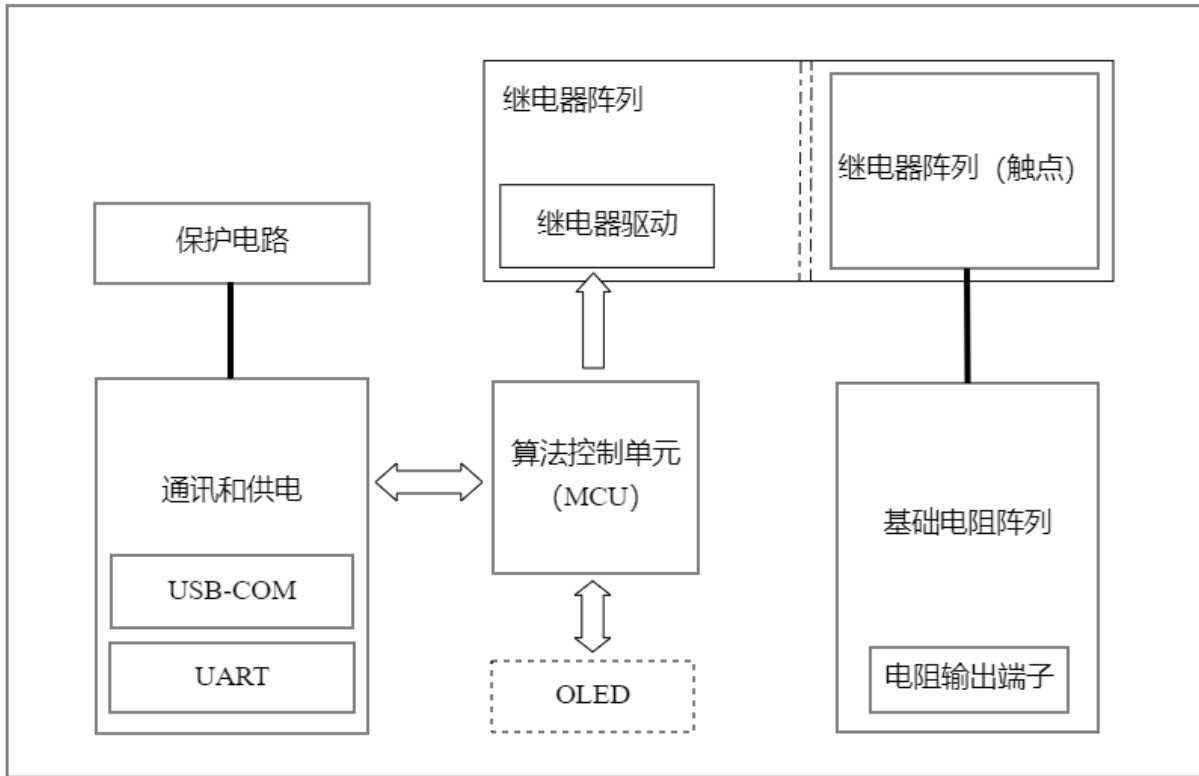 继电器阵列
继电器阵列（触点）
继电器驱动
保护电路
算法控制单元
（MCU）
通讯和供电
基础电阻阵列
USB-COM
UART
OLED
电阻输出端子